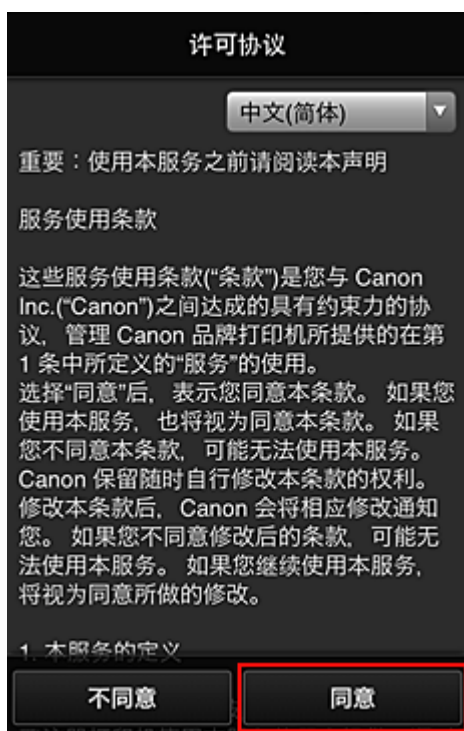 许可协议
中文(简体)
重要：使用本服务之前请阅读本声明
服务使用条款
这些服务使用条款(“条款”)是您与 Canon
Inc.(“Canon”)之间达成的具有约束力的协
议，管理 Canon 品牌打印机所提供的在第
1 条中所定义的“服务”的使用。
选择“同意”后，表示您同意本条款。 如果您
使用本服务，也将视为同意本条款。 如果
您不同意本条款，可能无法使用本服务。
Canon 保留随时自行修改本条款的权利。
修改本条款后，Canon 会将相应修改通知
您。 如果您不同意修改后的条款，可能无
法使用本服务。 如果您继续使用本服务，
将视为同意所做的修改。
1. 本服务的定义
不同意
同意